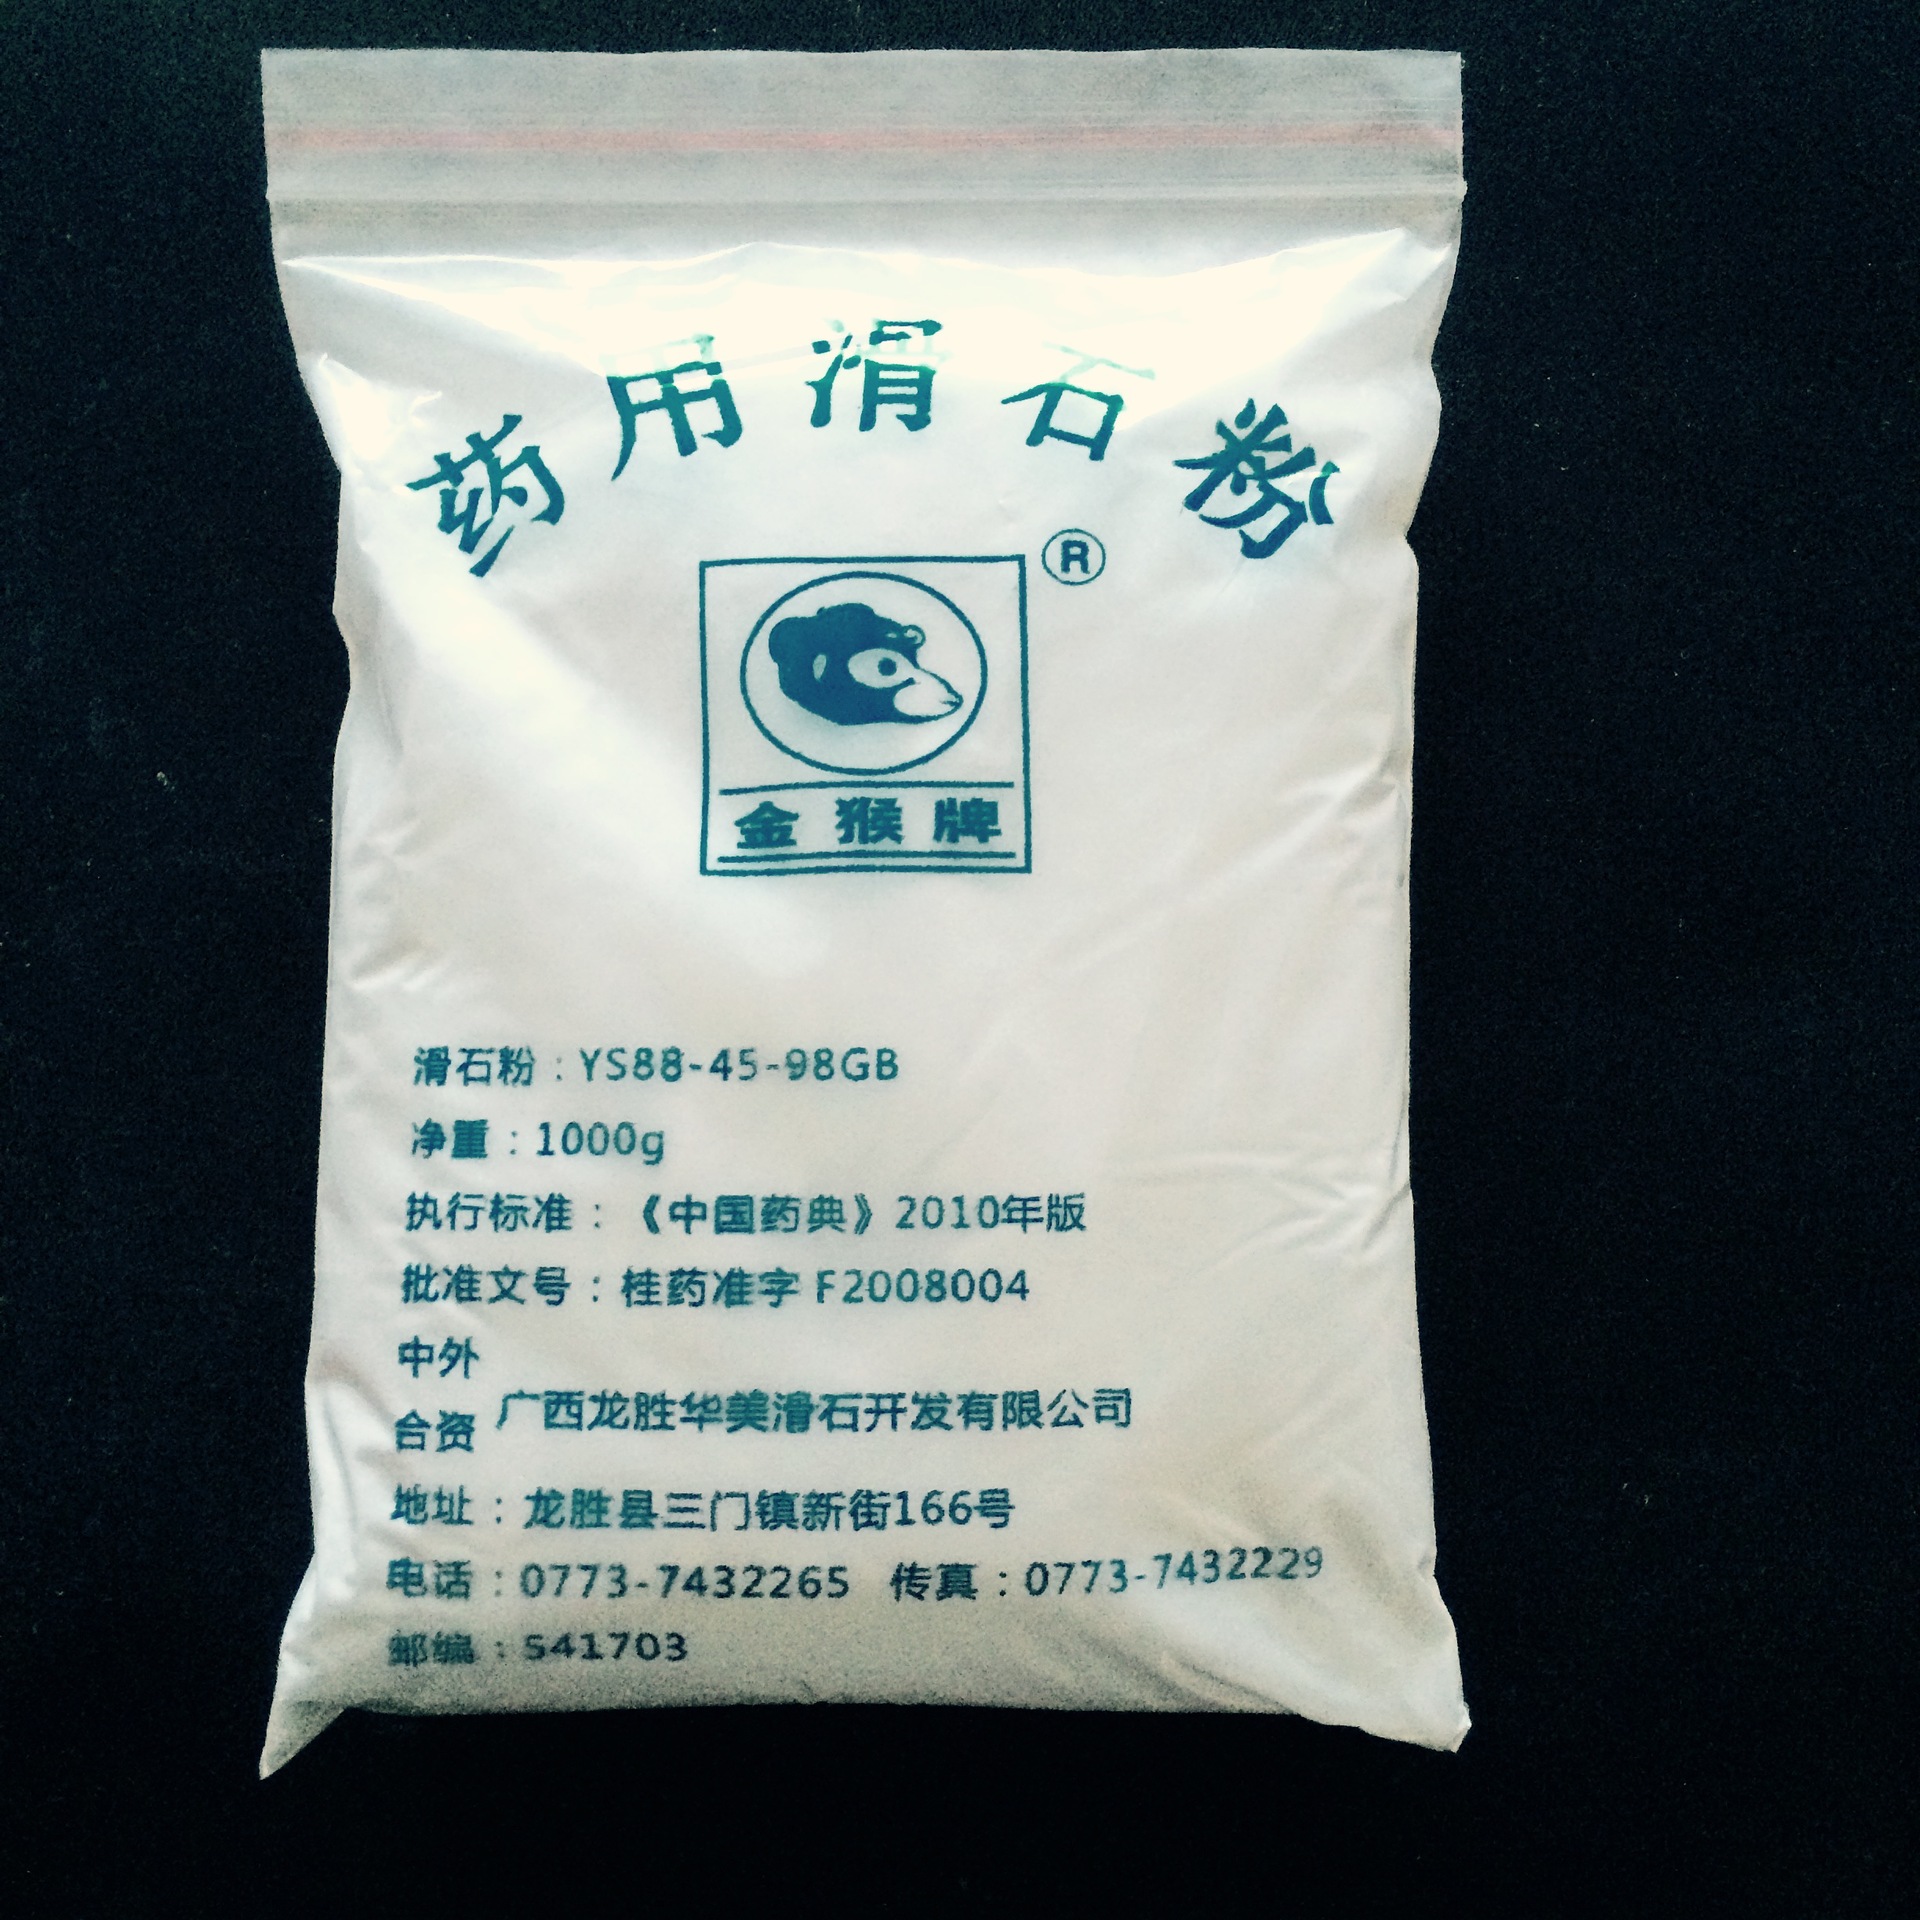 药用滑石粉
®
金猴牌
滑石粉：YS88-45-98GB
净重：1000g
执行标准：《中国药典》2010年版
批准文号：桂药准字 F2008004
中外
合资 广西龙胜华美滑石开发有限公司
地址：龙胜县三门镇新街166号
电话：0773-7432265 传真：0773-7432229
邮编：541703